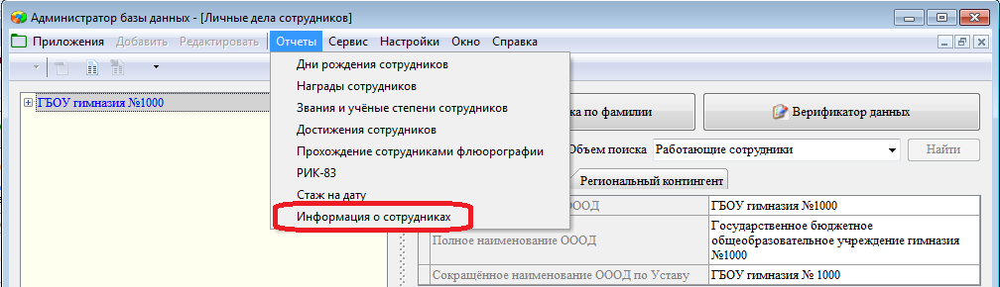 Администратор базы данных - [Личные дела сотрудников]
Приложения Добавить Редактировать Отчеты Сервис Настройки Окно Справка
Дни рождения сотрудников
Награды сотрудников
Звания и учёные степени сотрудников
Достижения сотрудников
Прохождение сотрудниками флюорографии
РИК-83
Стаж на дату
Информация о сотрудниках
ГБОУ гимназия №1000
по фамилии
Верификатор данных
Объем поиска Работающие сотрудники Найти
Региональный контингент
ОООД ГБОУ гимназия №1000
Полное наименование ОООД
Государственное бюджетное
общеобразовательное учреждение гимназия
№1000
Сокращённое наименование ОООД по Уставу ГБОУ гимназия № 1000